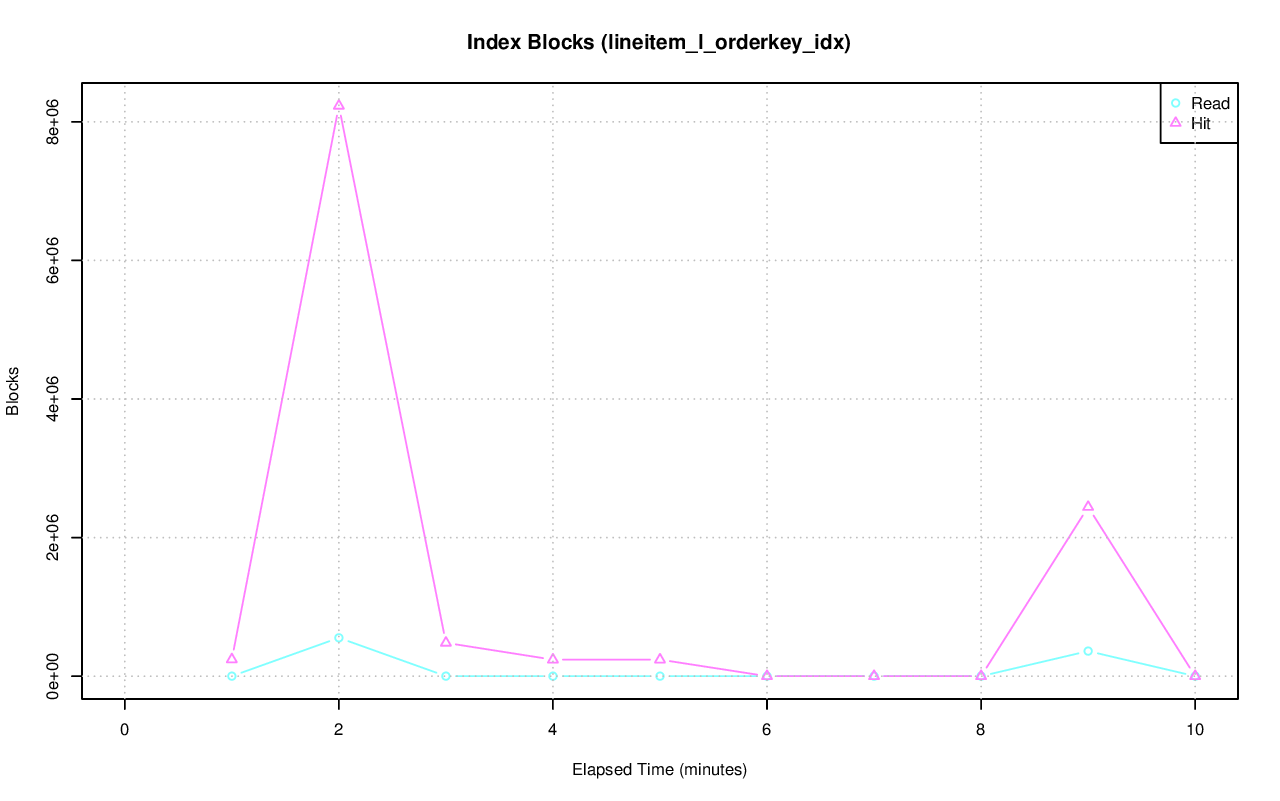 Index Blocks (lineitem_l_orderkey_idx)
Read
Hit
Blocks
8e+06
6e+06
4e+06
2e+06
0e+00
0 2 4 6 8 10
Elapsed Time (minutes)